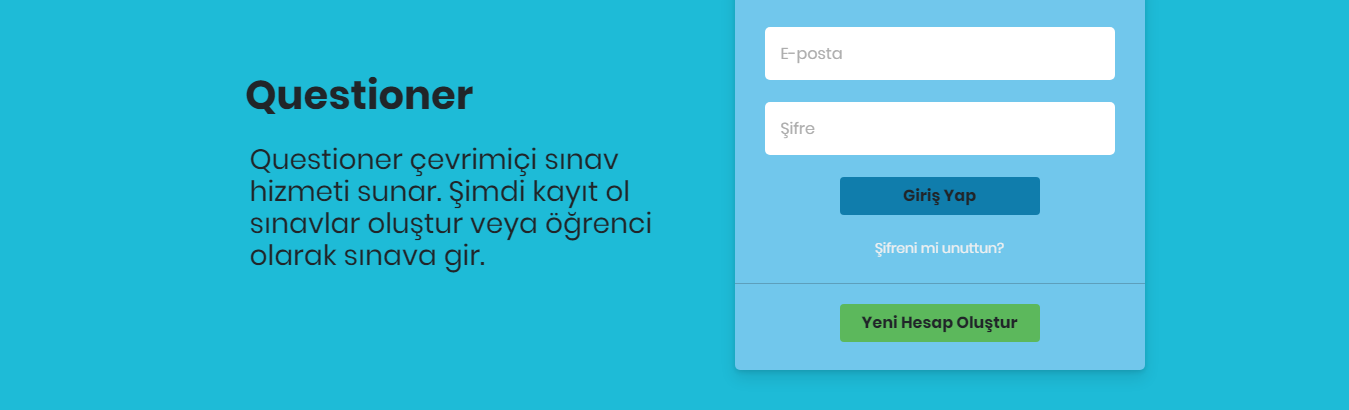 Questioner
Questioner çevrimiçi sınav
hizmeti sunar. Şimdi kayıt ol
sınavlar oluştur veya öğrenci
olarak sınava gir.
E-posta
Şifre
Giriş Yap
Şifreni mi unuttun?
Yeni Hesap Oluştur